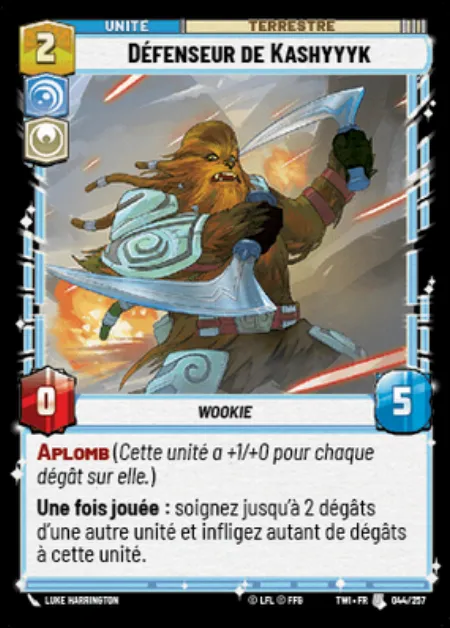 UNITÉ TERRESTRE
2 DÉFENSEUR DE KASHYYYK
0 WOOKIE 5
APLOMB (Cette unité a +1/+0 pour chaque
dégât sur elle.)
Une fois jouée : soignez jusqu'à 2 dégâts
d'une autre unité et infligez autant de dégâts
à cette unité.
LUKE HARRINGTON © LFL © FFG TWI • FR 044/257